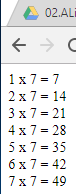 02.ALi
1 x 7 = 7
2 x 7 = 14
3 x 7 = 21
4 x 7 = 28
5 x 7 = 35
6 x 7 = 42
7 x 7 = 49